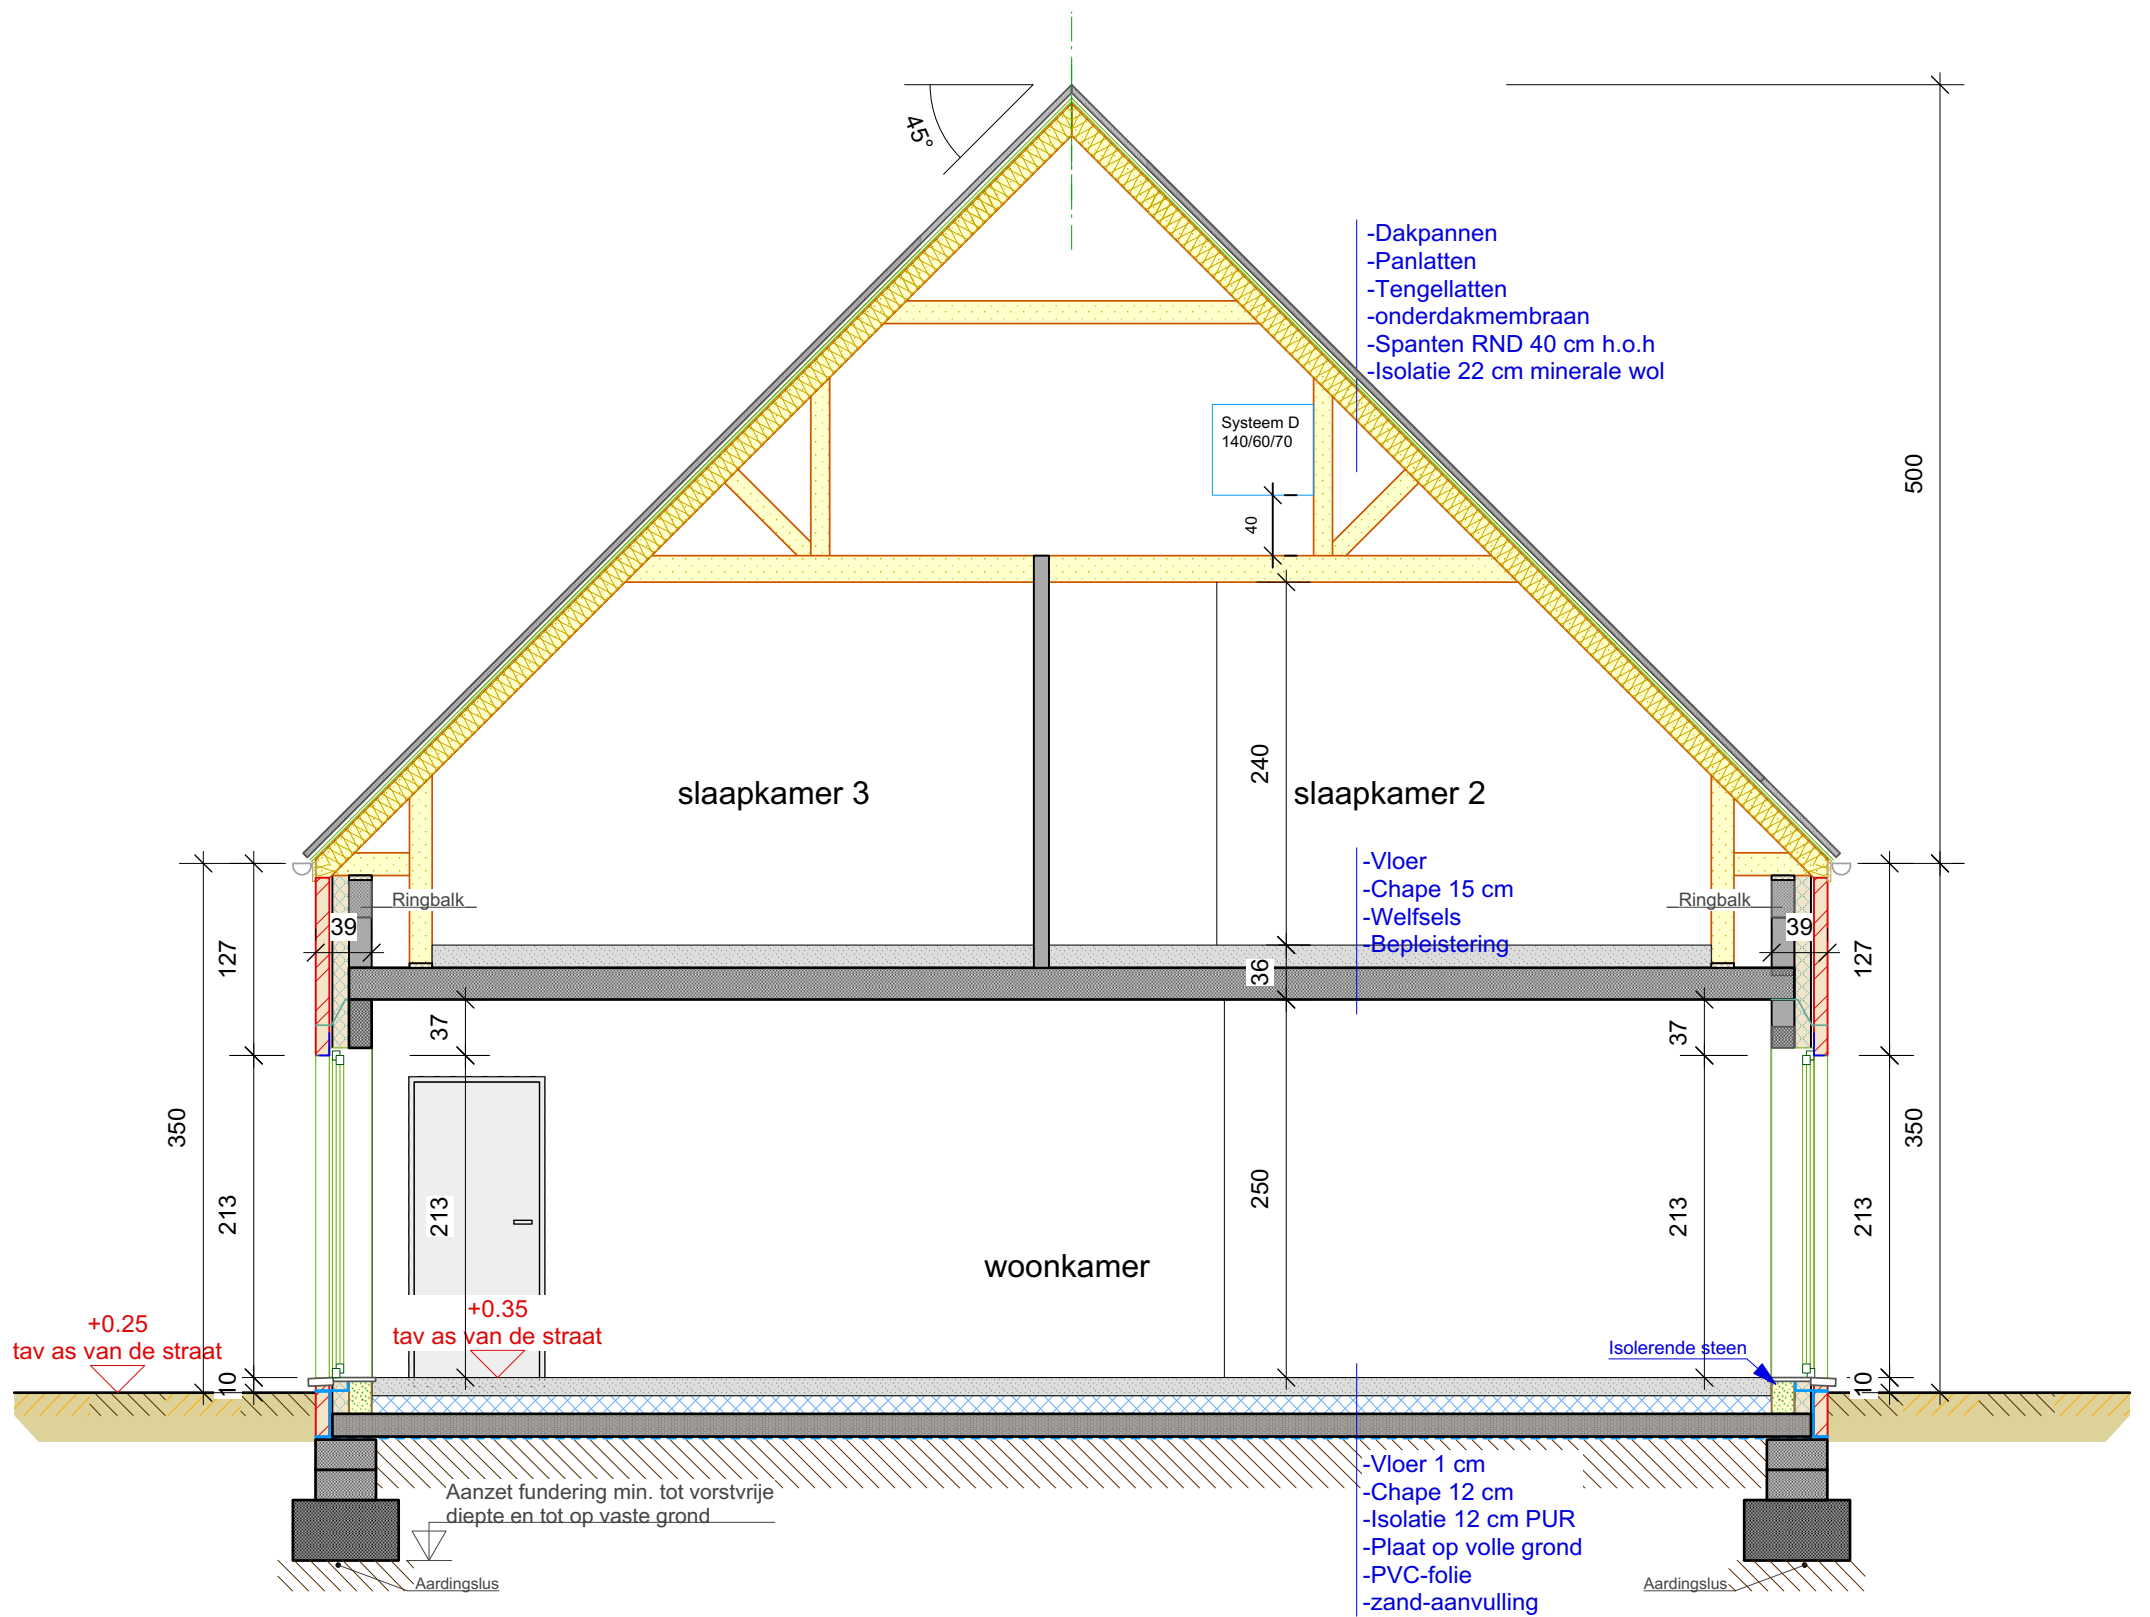 45°
-Dakpannen
-Panlatten
-Tengellatten
-onderdakmembraan
-Spanten RND 40 cm h.o.h
-Isolatie 22 cm minerale wol
Systeem D
140/60/70
500
40
240
slaapkamer 3
slaapkamer 2
-Vloer
-Chape 15 cm
-Welfsels
-Bepleistering
Ringbalk
Ringbalk
39
39
127
127
36
37
37
350
350
213
213
213
213
250
woonkamer
+0.25
tav as van de straat
+0.35
tav as van de straat
Isolerende steen
10
10
-Vloer 1 cm
-Chape 12 cm
-Isolatie 12 cm PUR
-Plaat op volle grond
-PVC-folie
-zand-aanvulling
Aanzet fundering min. tot vorstvrije
diepte en tot op vaste grond
Aardingslus
Aardingslus